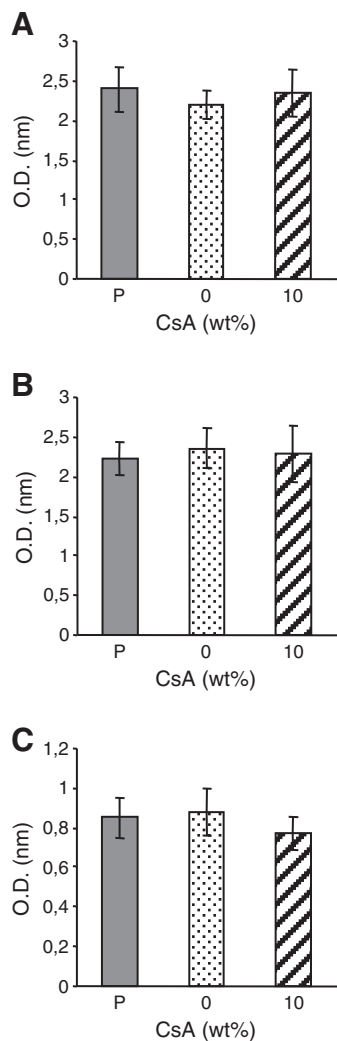 A
3
2,5
2
1,5
1
0,5
0
O.D. (nm)
P 0 10
CsA (wt%)
B
3
2,5
2
1,5
1
0,5
0
O.D. (nm)
P 0 10
CsA (wt%)
C
1,2
1
0,8
0,6
0,4
0,2
0
O.D. (nm)
P 0 10
CsA (wt%)